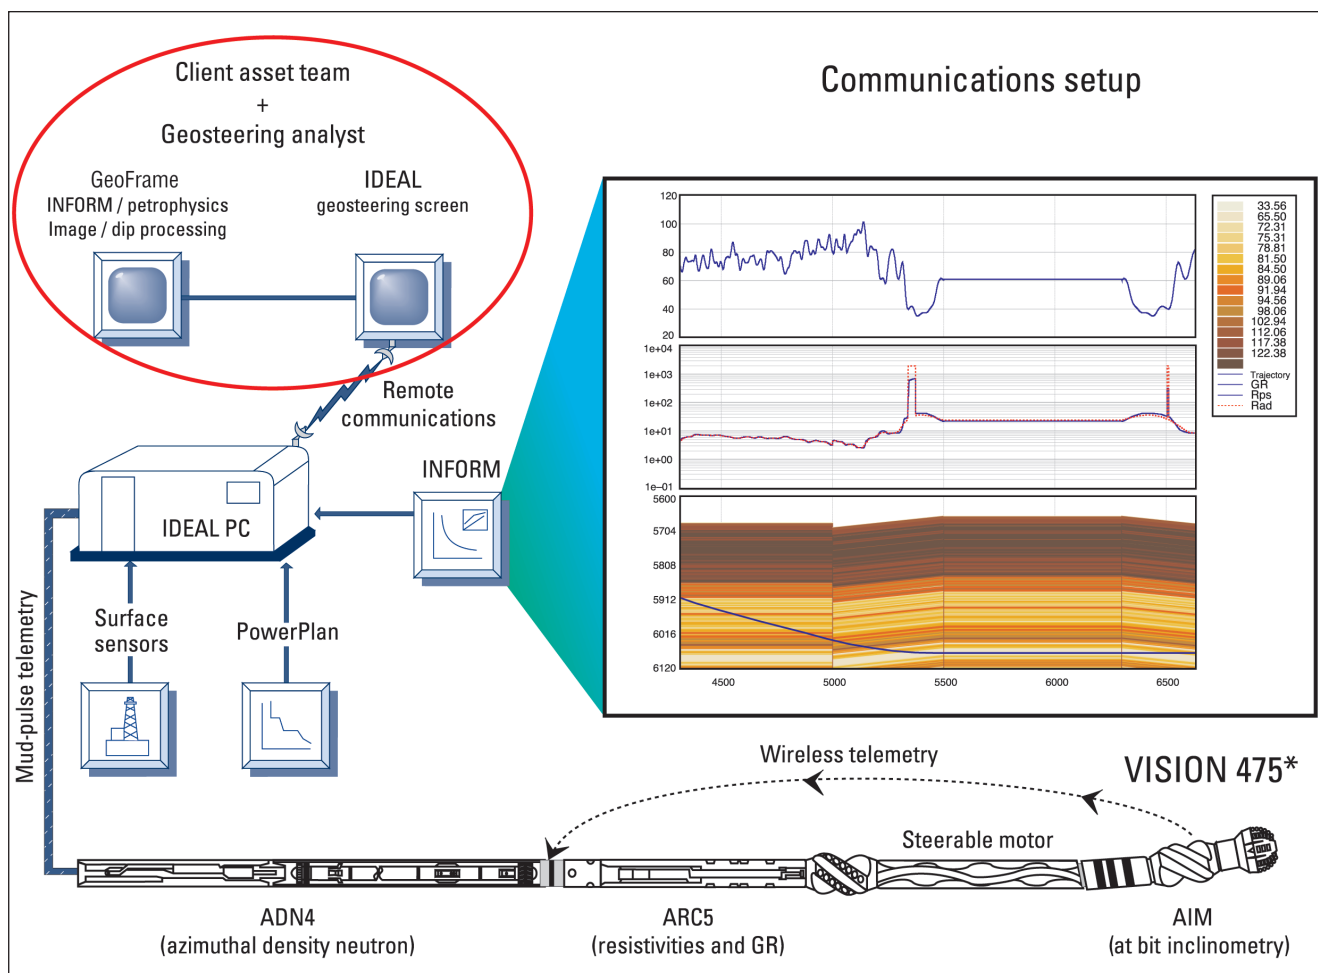 Communications setup
Client asset team
+
Geosteering analyst
GeoFrame
INFORM / petrophysics
Image / dip processing
IDEAL
geosteering screen
Remote
communications
INFORM
IDEAL PC
Surface
sensors
PowerPlan
Mud-pulse telemetry
120
100
80
60
40
20
1e+04
1e+03
1e+02
1e+01
1e+00
1e–01
5600
5704
5808
5912
6016
6120
4500
5000
5500
6000
6500
33.56
65.50
72.31
75.31
78.81
81.50
84.50
89.06
91.94
94.56
98.06
102.94
112.06
117.38
122.38
Trajectory
GR
Rps
Rad
Wireless telemetry
VISION 475*
Steerable motor
ADN4
(azimuthal density neutron)
ARC5
(resistivities and GR)
AIM
(at bit inclinometry)